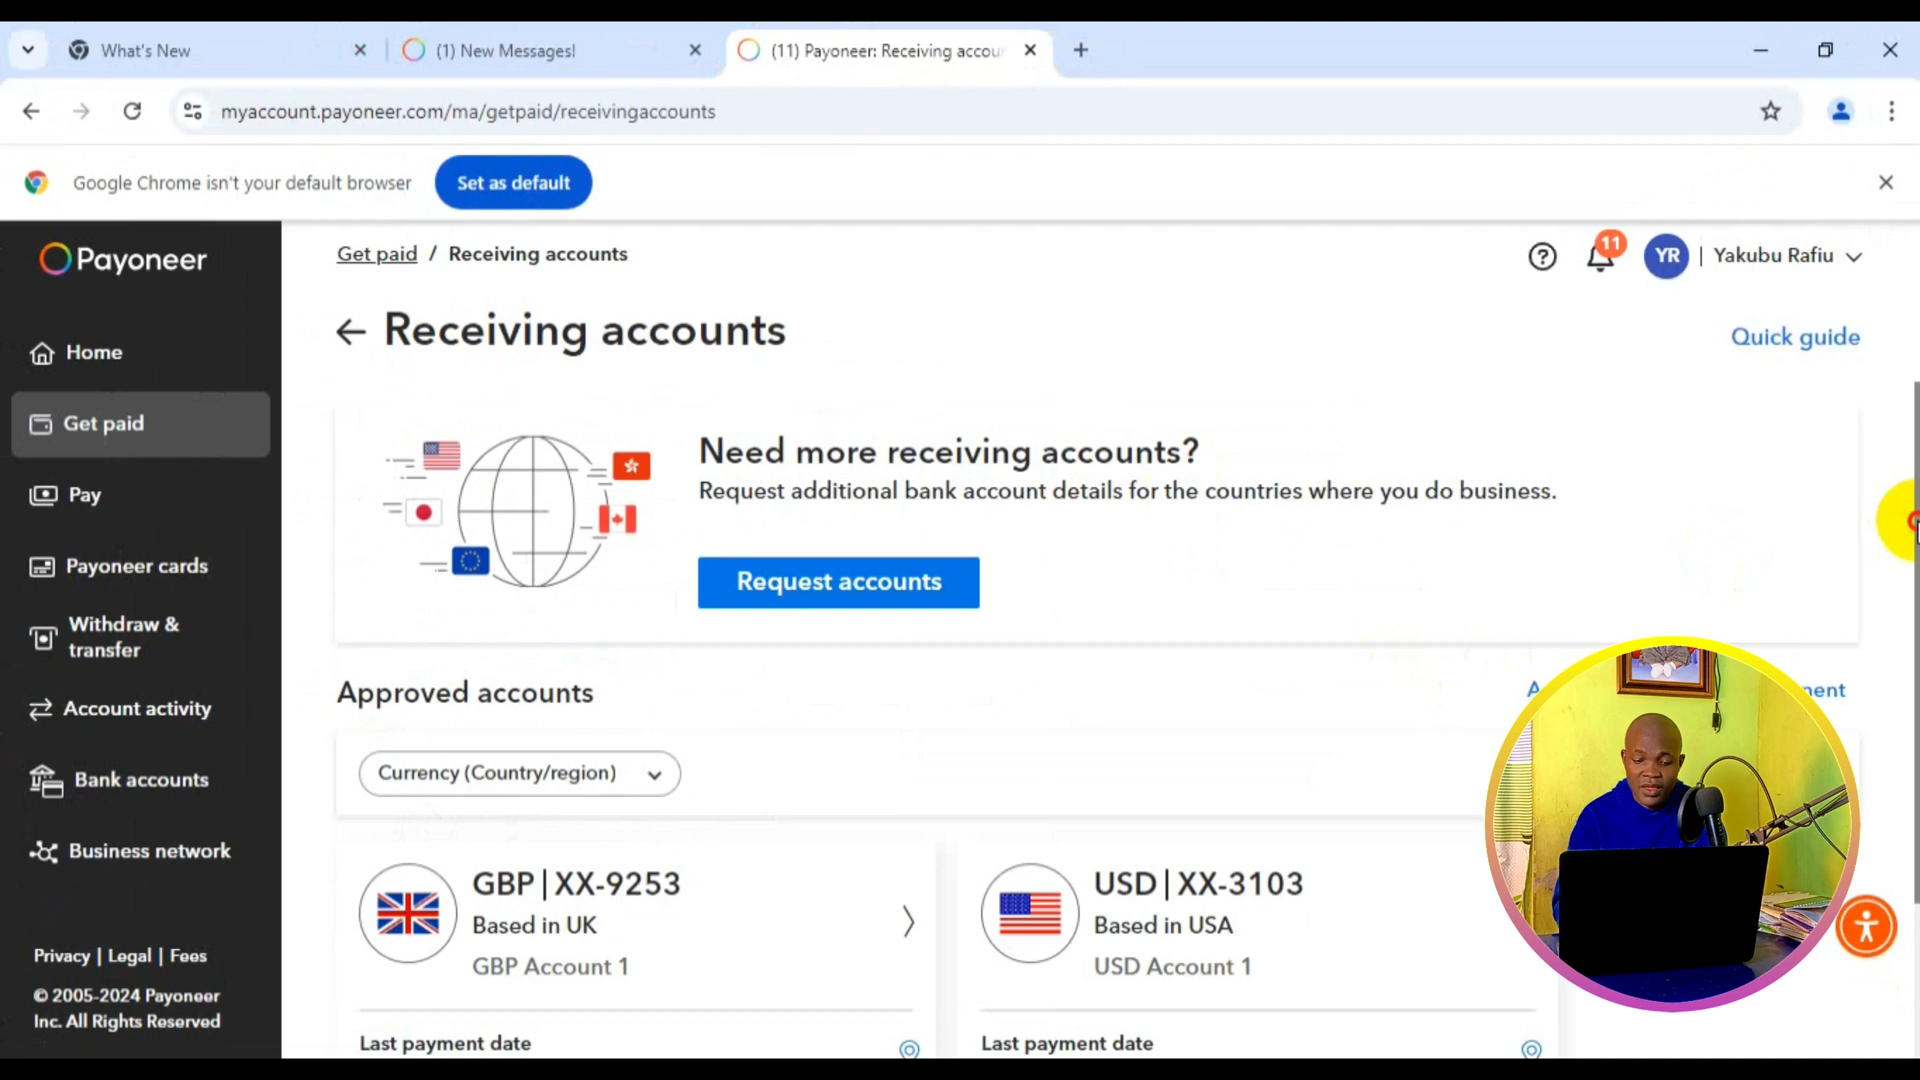 What's New
(1) New Messages!
(11) Payoneer: Receiving accou
myaccount.payoneer.com/ma/getpaid/receivingaccounts
Google Chrome isn't your default browser
Set as default
Payoneer
Home
Get paid
Pay
Payoneer cards
Withdraw &
transfer
Account activity
Bank accounts
Business network
Privacy | Legal | Fees
© 2005-2024 Payoneer
Inc. All Rights Reserved
Get paid / Receiving accounts
11
YR | Yakubu Rafiu
Receiving accounts
Quick guide
Need more receiving accounts?
Request additional bank account details for the countries where you do business.
Request accounts
Approved accounts
Currency (Country/region)
GBP | XX-9253
Based in UK
GBP Account 1
Last payment date
USD | XX-3103
Based in USA
USD Account 1
Last payment date